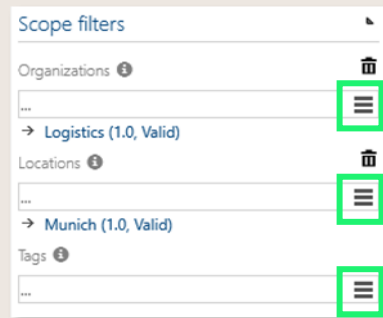 Scope filters
Organizations
...
→ Logistics (1.0, Valid)
Locations
...
→ Munich (1.0, Valid)
Tags
...